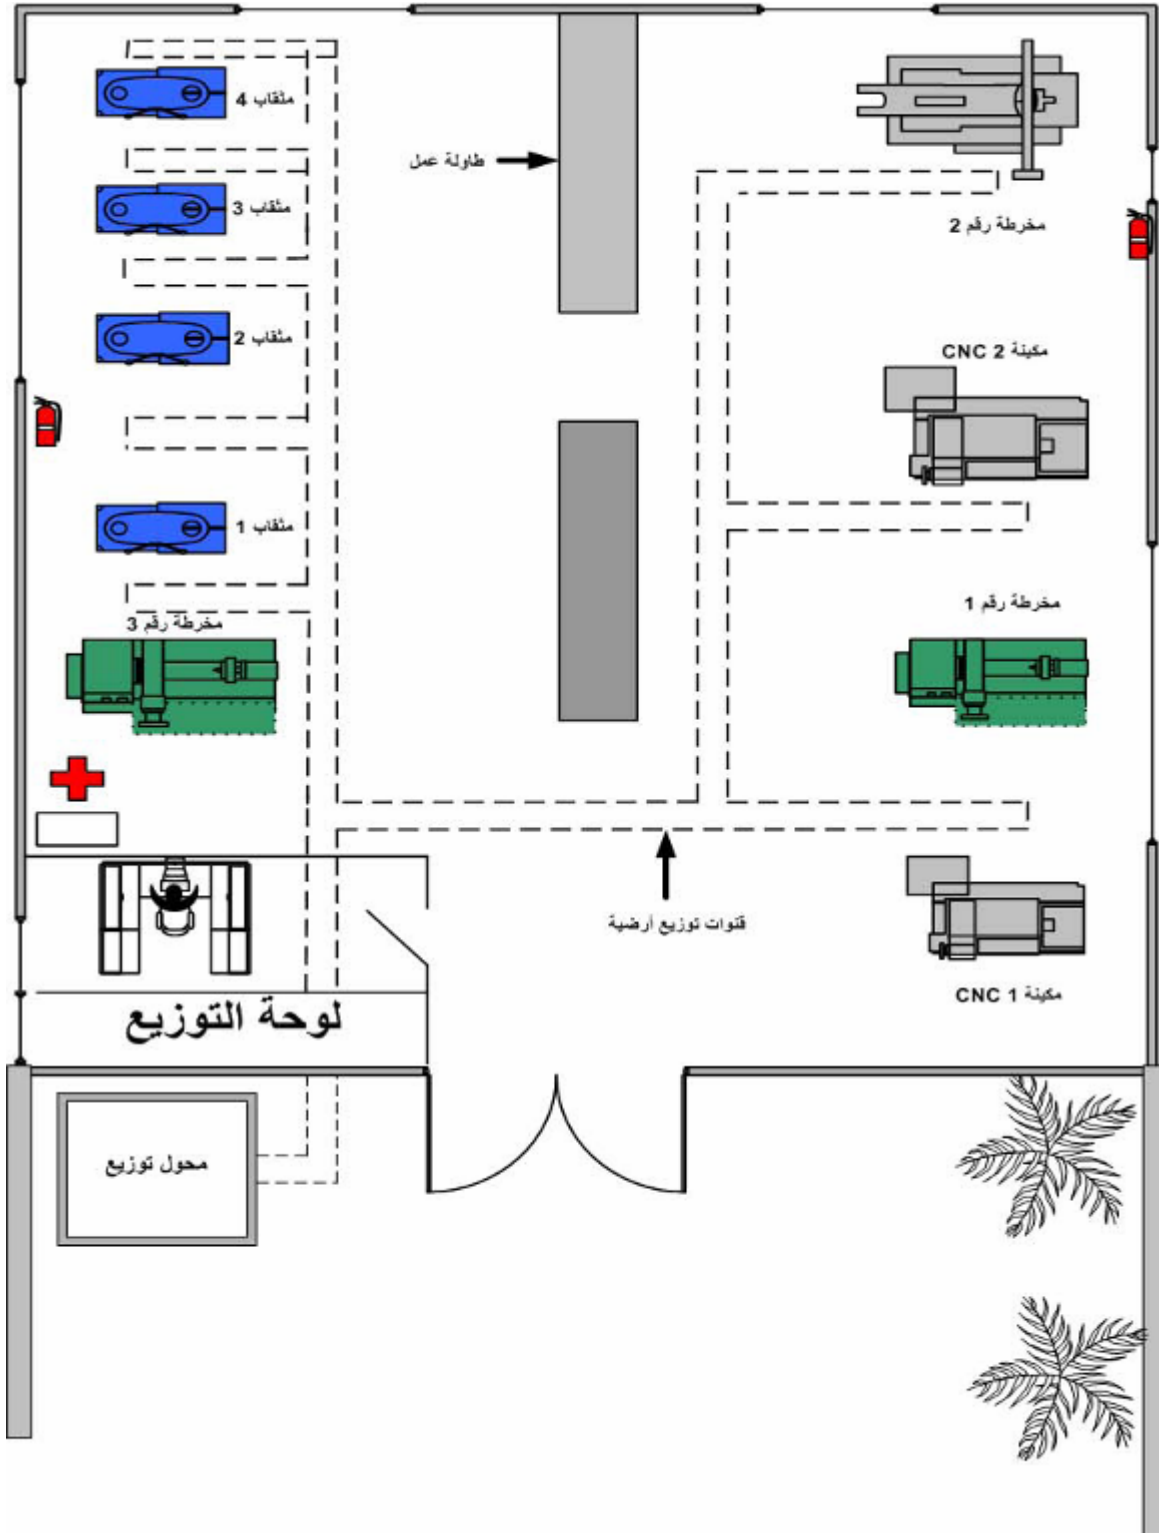 مثقاب 4
طاولة عمل
مثقاب 3
مخرطة رقم 2
مثقاب 2
مكينة CNC 2
مثقاب 1
مخرطة رقم 1
مخرطة رقم 3
قنوات توزيع أرضية
مكينة CNC 1
لوحة التوزيع
محول توزيع